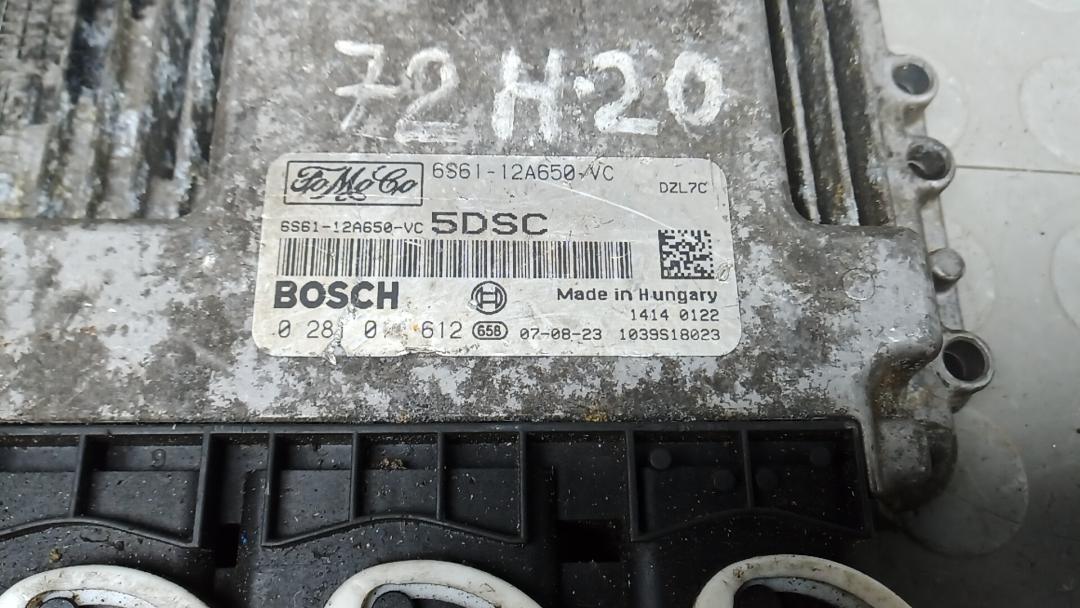 72 H·20
FoMoCo 6S61-12A650-VC
DZL7C
6S61-12A650-VC 5DSC
BOSCH Made in Hungary
1414 0122
612 658 07-08-23 1039S18023
9